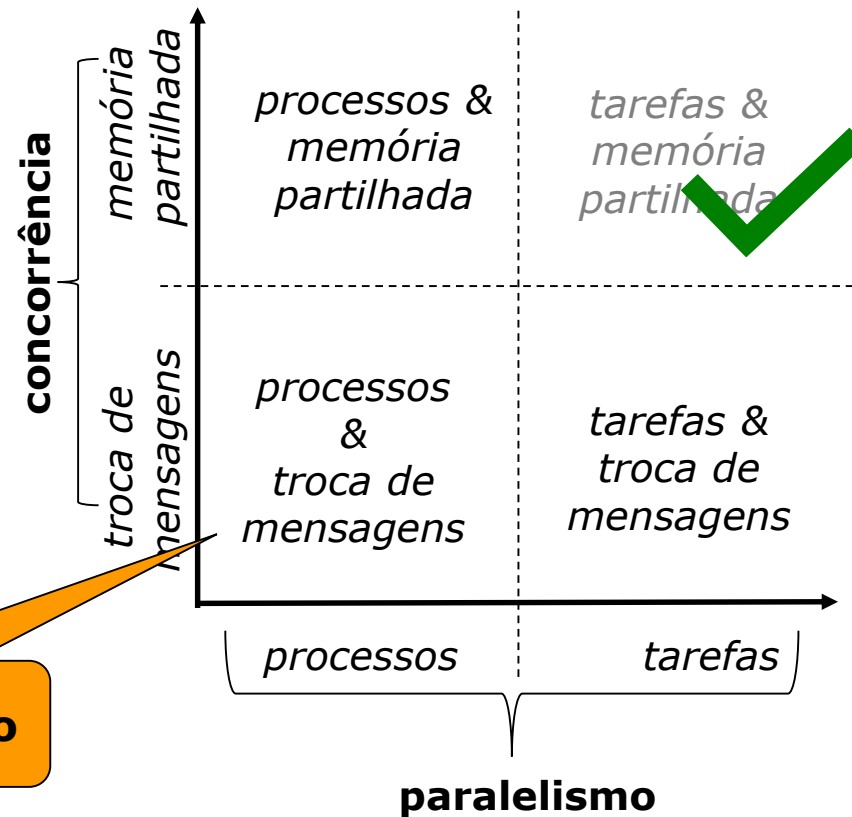 concorrência
memória
partilhada
troca de
mensagens
processos &
memória
partilhada
tarefas &
memória
partilhada
processos
&
troca de
mensagens
tarefas &
troca de
mensagens
processos
tarefas
paralelismo